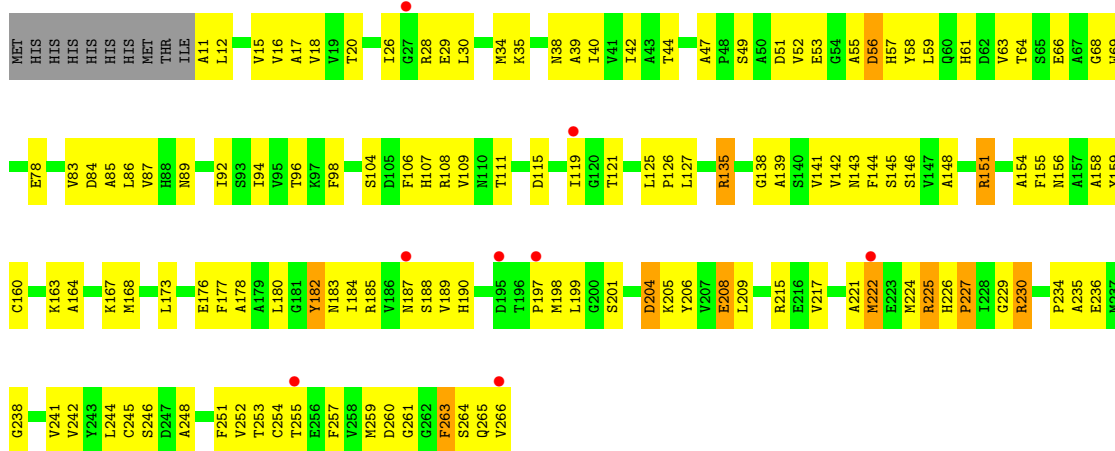 MET HIS HIS HIS HIS HIS HIS MET THR ILE A11 L12 V15 V16 A17 V18 V19 T20 I26 G27 R28 E29 L30 M34 K35 N38 A39 I40 V41 I42 A43 T44 A47 P48 S49 A50 D51 V52 E53 G54 A55 D56 H57 Y58 L59 Q60 H61 D62 V63 T64 S65 E66 A67 G68
E78 V83 D84 A85 L86 V87 H88 N89 I92 S93 I94 V95 T96 K97 F98 S104 D105 F106 H107 R108 V109 N110 T111 D115 I119 G120 T121 L125 P126 L127 R135 G138 A139 S140 V141 V142 N143 F144 S145 S146 V147 A148 R151 A154 F155 N156 A157 A158
C160 K163 A164 K167 M168 L173 E176 F177 A178 A179 L180 G181 Y182 N183 I184 R185 V186 N187 S188 V189 H190 D195 T196 P197 M198 L199 G200 S201 D204 K205 Y206 V207 E208 L209 R215 E216 V217 A221 M222 E223 M224 R225 H226 P227 I228 G229 R230 P234 A235 E236
G238 V241 V242 Y243 L244 C245 S246 D247 A248 F251 V252 T253 C254 T255 E256 F257 V258 M259 D260 G261 G262 F263 S264 Q265 V266